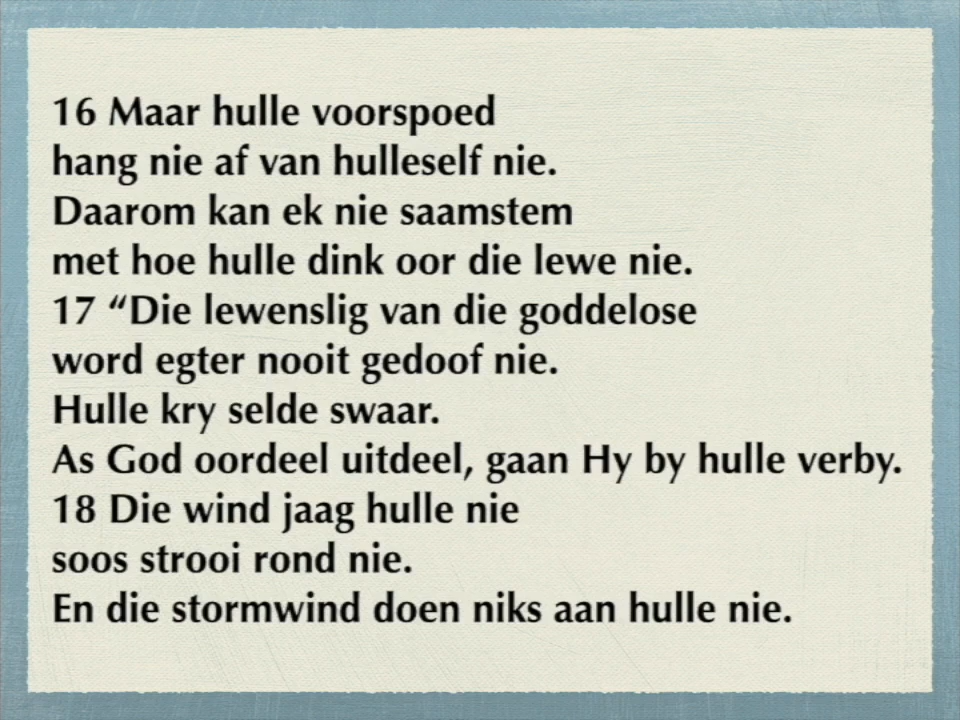 16 Maar hulle voorspoed
hang nie af van hulleself nie.
Daarom kan ek nie saamstem
met hoe hulle dink oor die lewe nie.
17 “Die lewenslig van die goddelose
word egter nooit gedoof nie.
Hulle kry selde swaar.
As God oordeel uitdeel, gaan Hy by hulle verby.
18 Die wind jaag hulle nie
soos strooi rond nie.
En die stormwind doen niks aan hulle nie.